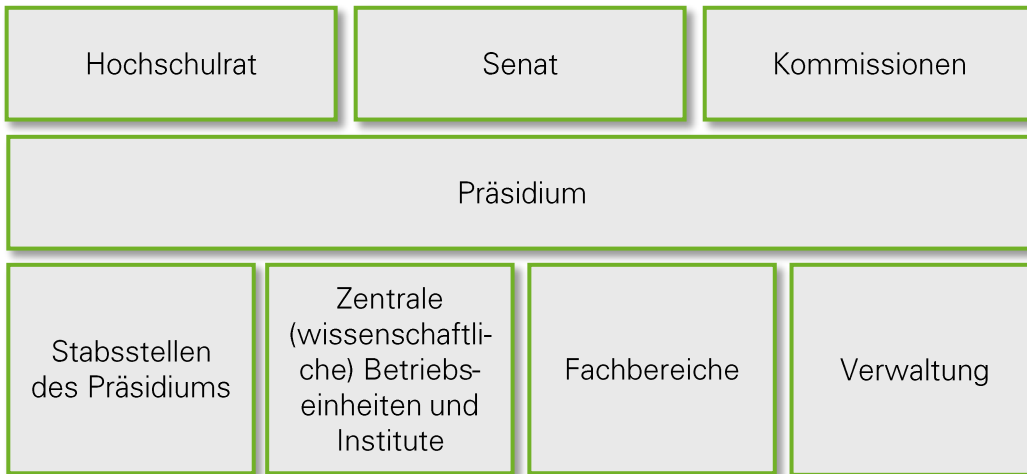 Hochschulrat
Senat
Kommissionen
Präsidium
Stabsstellen
des Präsidiums
Zentrale
(wissenschaftli-
che) Betriebs-
einheiten und
Institute
Fachbereiche
Verwaltung